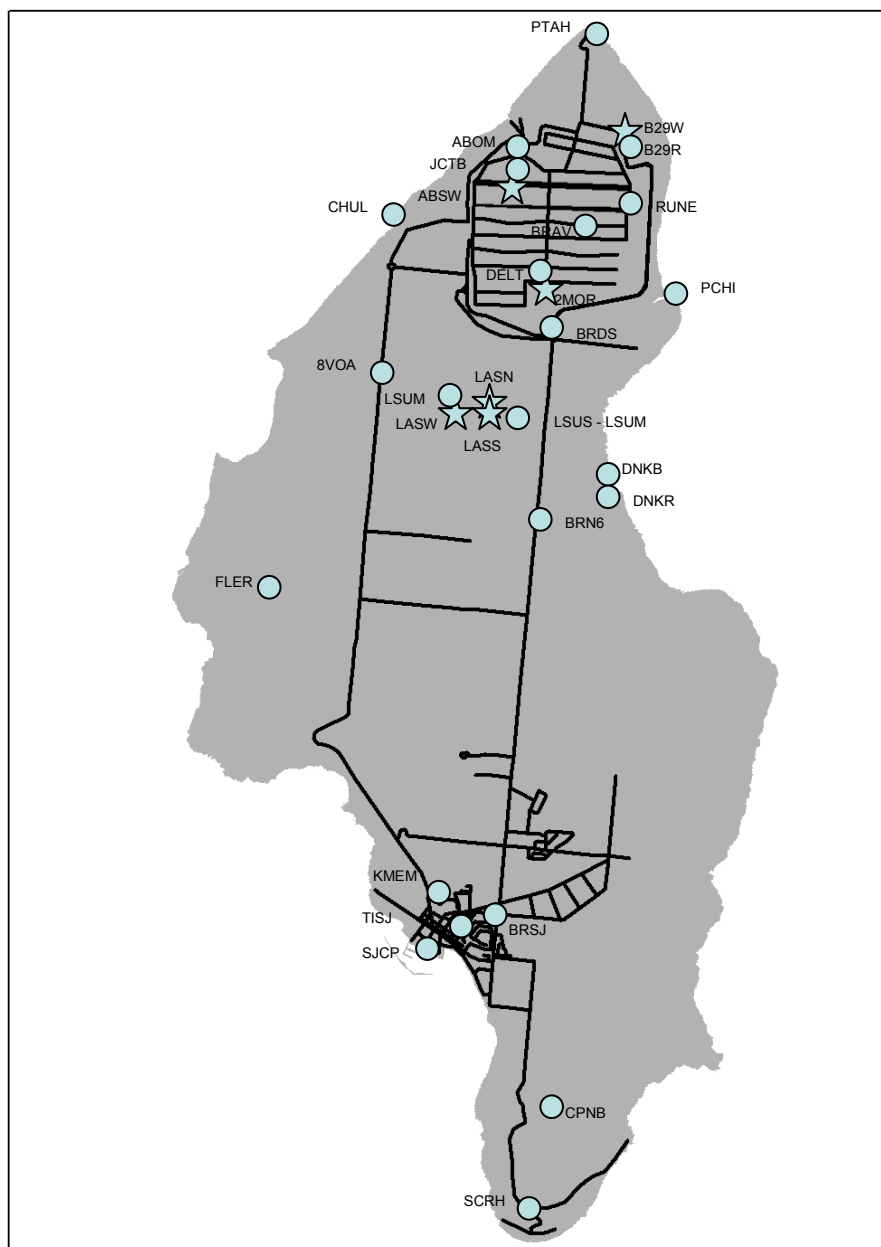 PTAH
B29W
ABOM
B29R
JCTB
ABSW
CHUL
RUNE
BRAV
DELT
PCHI
2MOR
BRDS
8VOA
LASN
LSUM
LASW
LSUS - LSUM
LASS
DNKB
DNKR
BRN6
FLER
KMEM
TISJ
BRSJ
SJCP
CPNB
SCRH